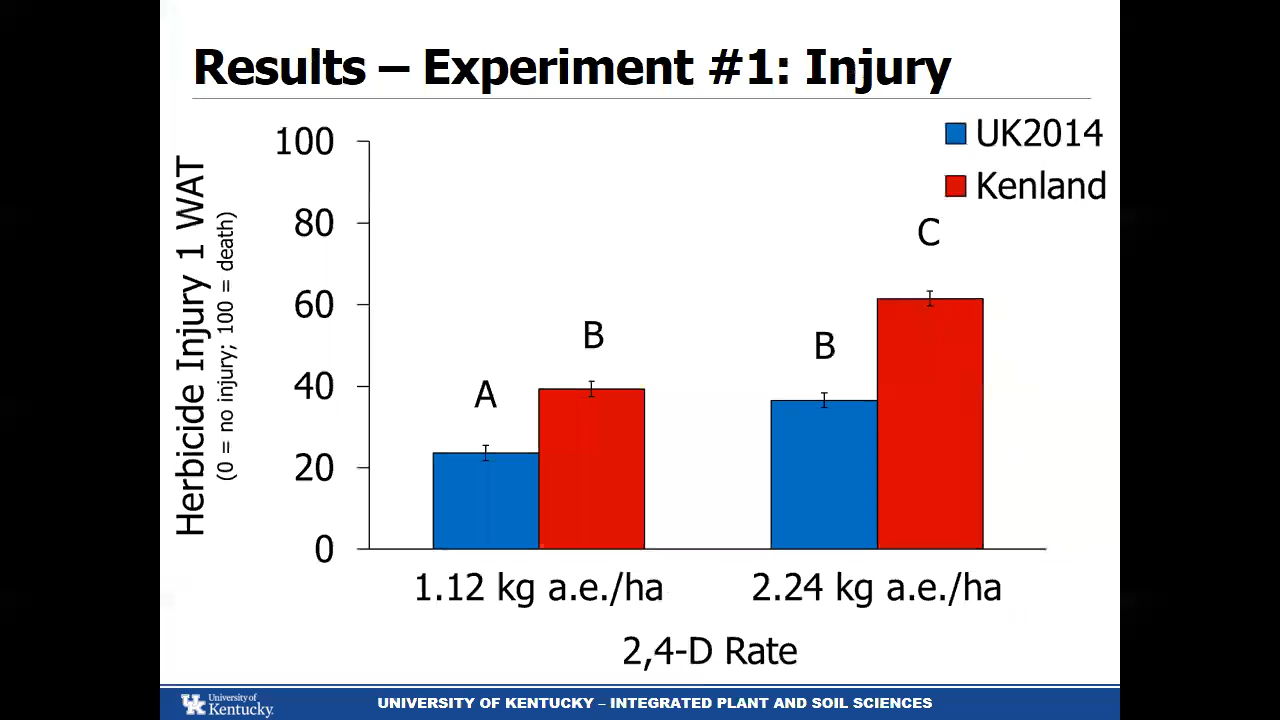 Results – Experiment #1: Injury
UK2014
Kenland
Herbicide Injury 1 WAT
(0 = no injury; 100 = death)
100
80
60
40
20
0
A
B
B
C
1.12 kg a.e./ha
2.24 kg a.e./ha
2,4-D Rate
UK
University of
Kentucky.
UNIVERSITY OF KENTUCKY – INTEGRATED PLANT AND SOIL SCIENCES